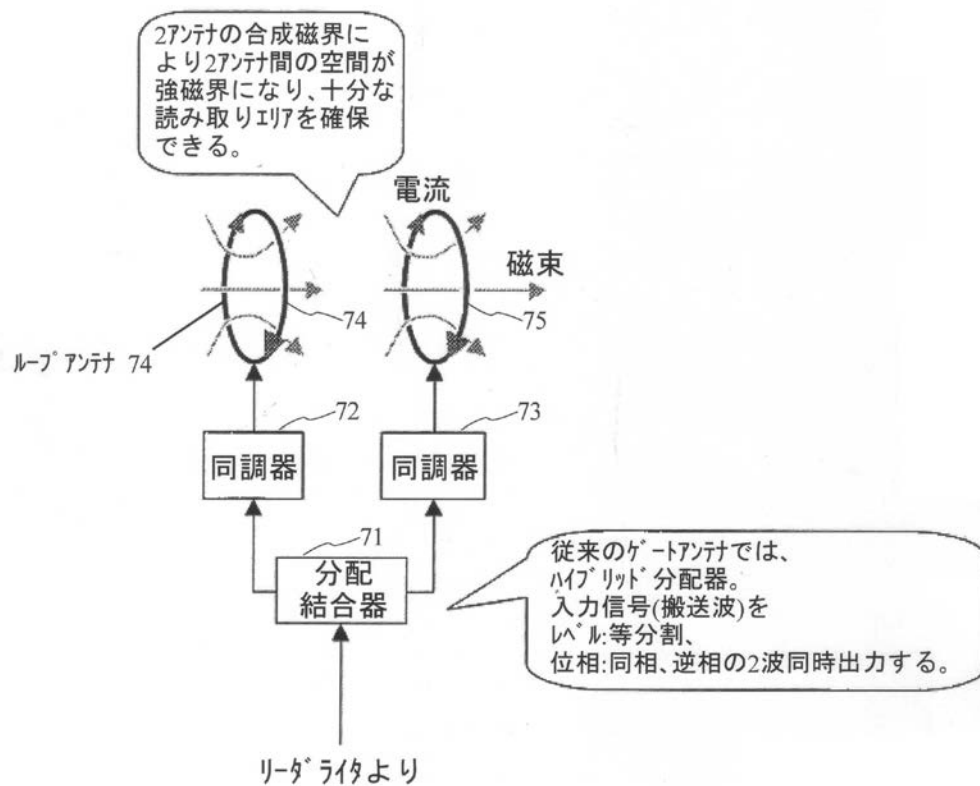 2アンテナの合成磁界に
より2アンテナ間の空間が
強磁界になり、十分な
読み取りエリアを確保
できる。
電流
磁束
74
75
ループアンテナ 74
72
73
同調器
同調器
71
分配
結合器
従来のゲートアンテナでは、
ハイブリッド分配器。
入力信号(搬送波)を
レベル:等分割、
位相:同相、逆相の2波同時出力する。
リーダライタより